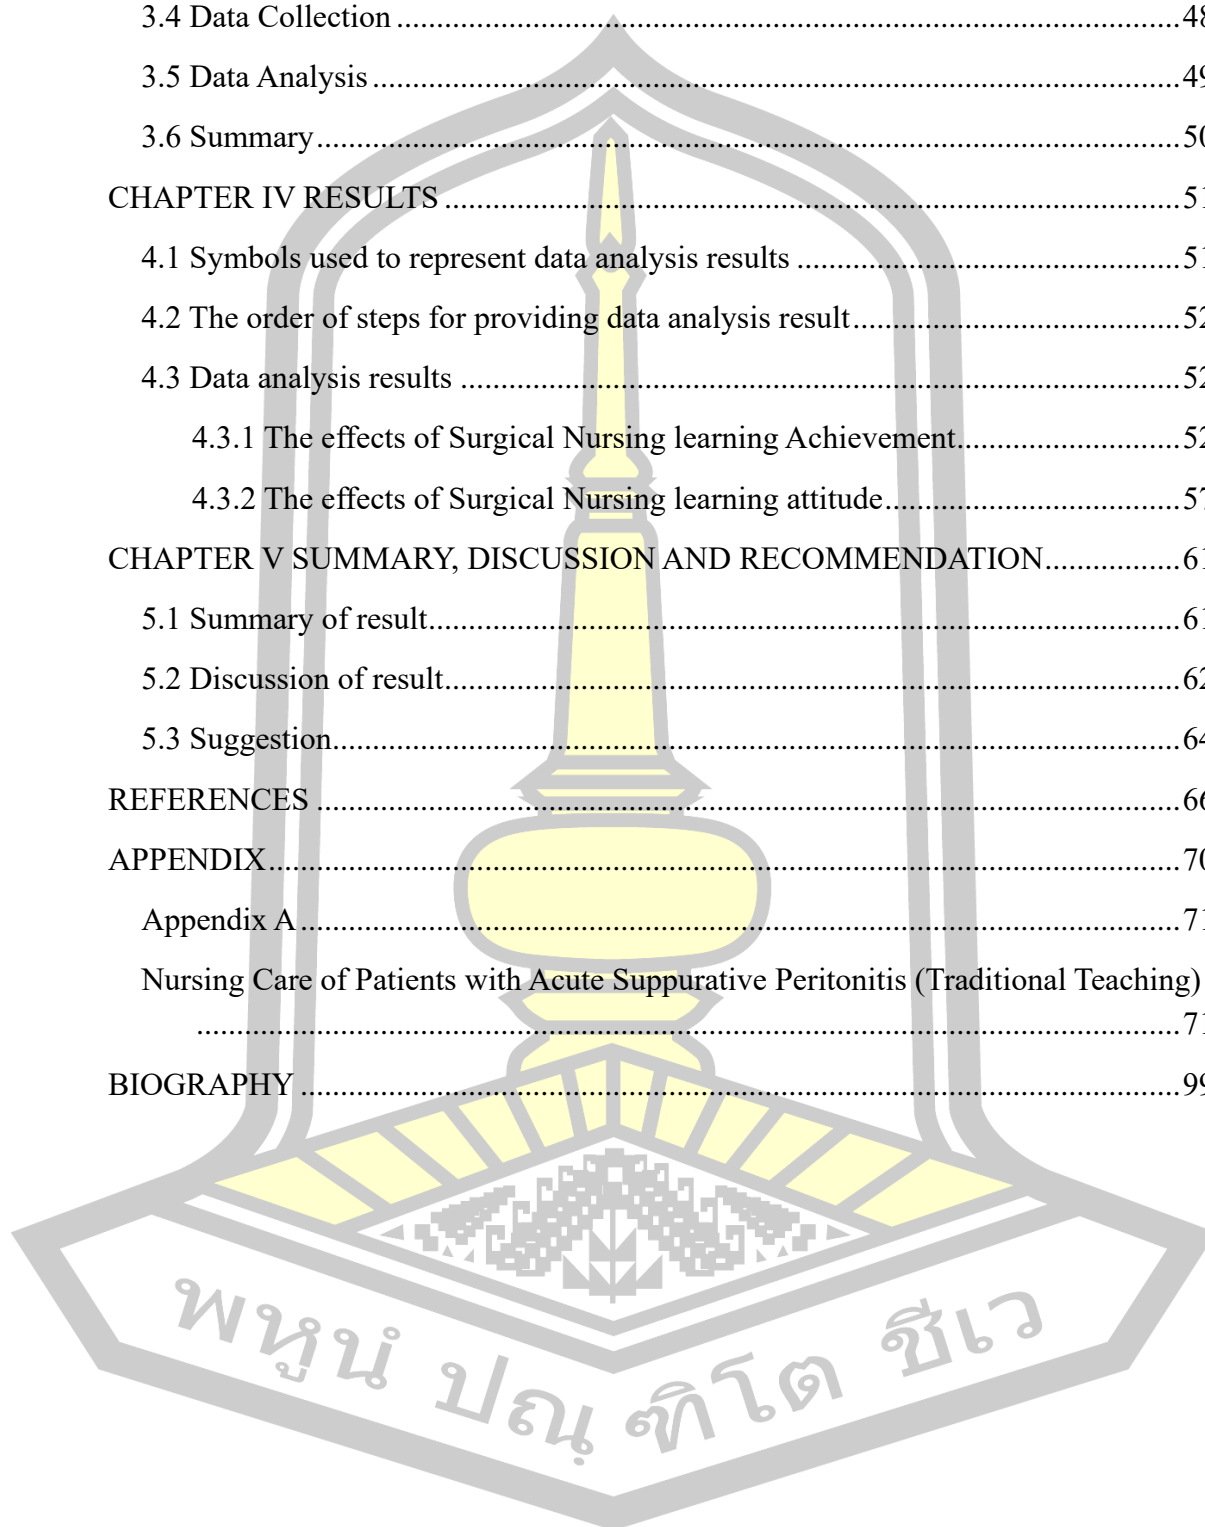 3.4 Data Collection ........................................................................................................ 48
3.5 Data Analysis ........................................................................................................ 49
3.6 Summary ........................................................................................................ 50
CHAPTER IV RESULTS ........................................................................................................ 51
4.1 Symbols used to represent data analysis results ................................................ 51
4.2 The order of steps for providing data analysis result ................................................ 52
4.3 Data analysis results ................................................................................ 52
4.3.1 The effects of Surgical Nursing learning Achievement ............................ 52
4.3.2 The effects of Surgical Nursing learning attitude ..................................... 57
CHAPTER V SUMMARY, DISCUSSION AND RECOMMENDATION ................ 61
5.1 Summary of result ................................................................................ 61
5.2 Discussion of result ................................................................................ 62
5.3 Suggestion ................................................................................................ 64
REFERENCES ................................................................................................ 66
APPENDIX ........................................................................................................ 70
Appendix A ........................................................................................................ 71
Nursing Care of Patients with Acute Suppurative Peritonitis (Traditional Teaching)
........................................................................................................ 71
BIOGRAPHY ........................................................................................................ 99
พหูนํ ปณฺฑิโต ชีเว